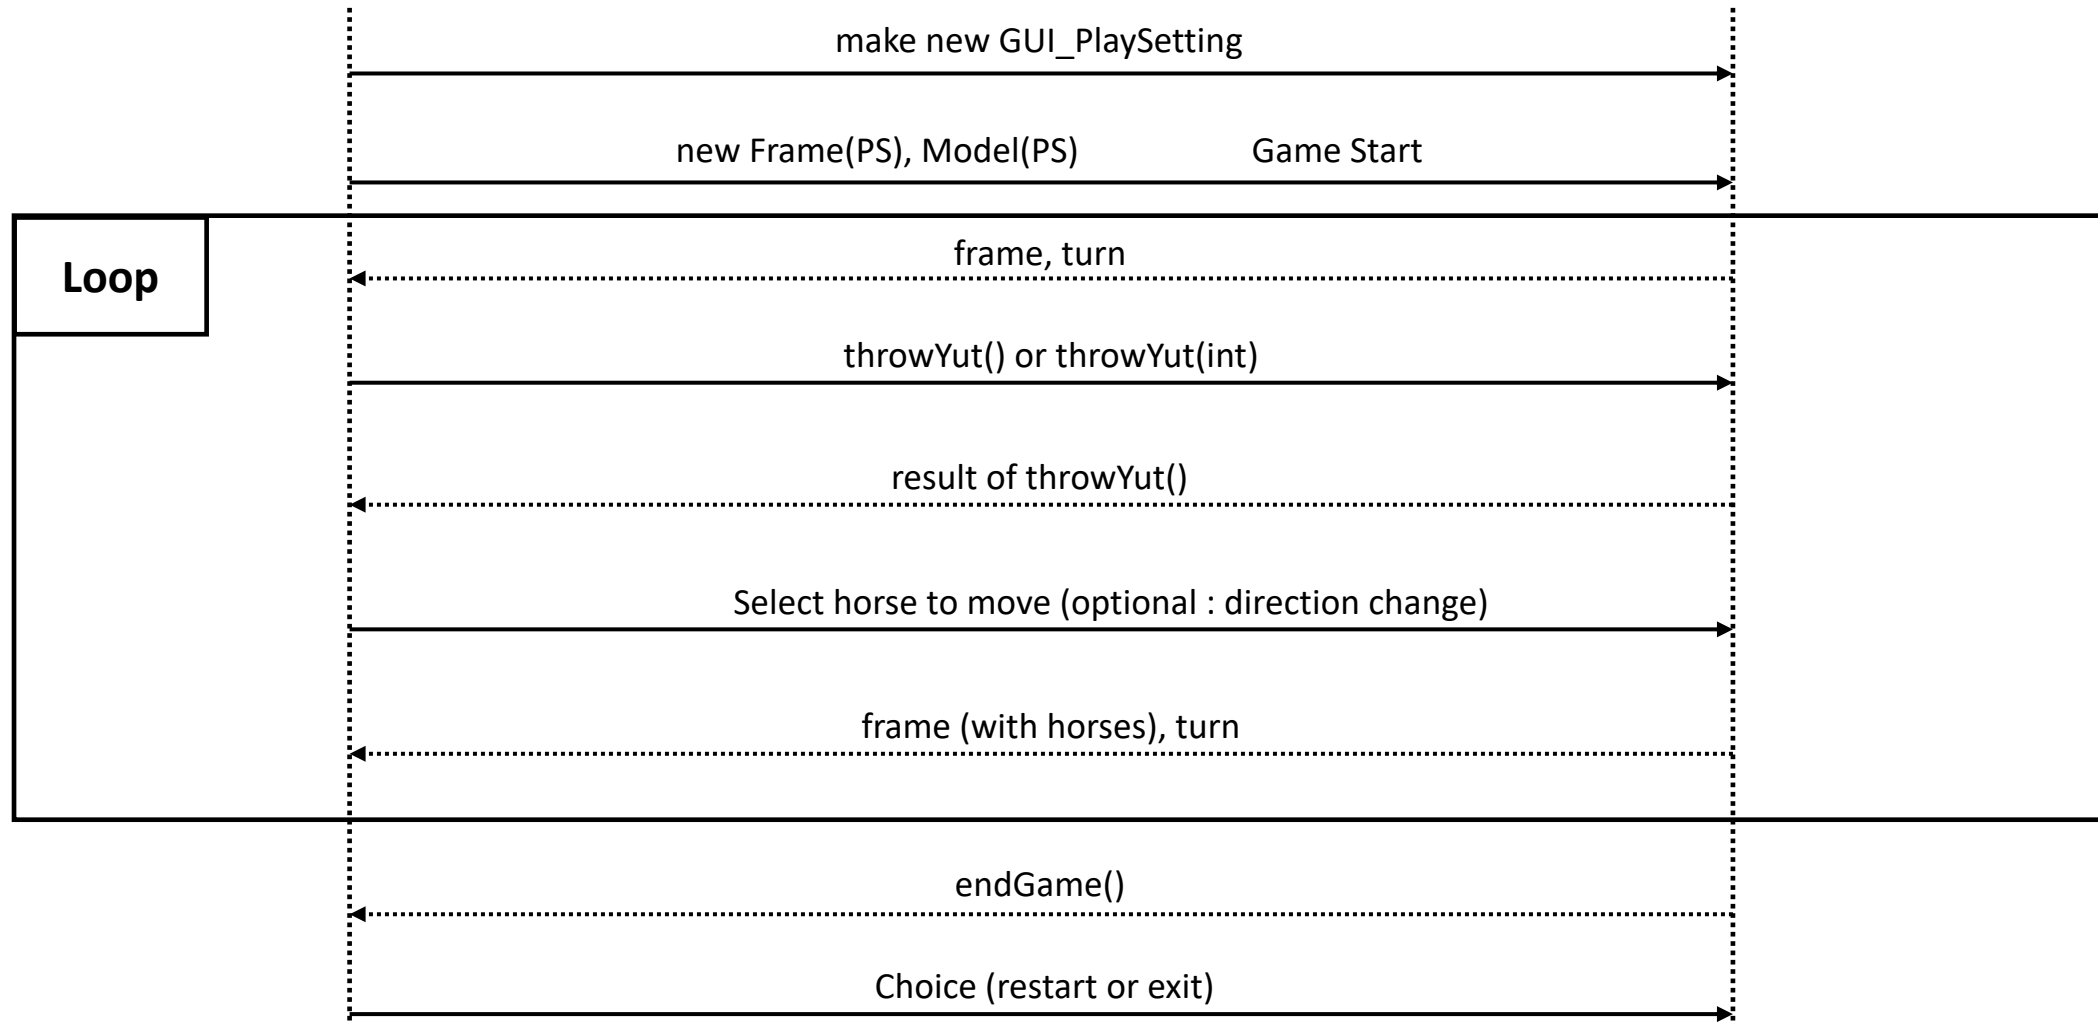 make new GUI_PlaySetting
new Frame(PS), Model(PS) Game Start
Loop
frame, turn
throwYut() or throwYut(int)
result of throwYut()
Select horse to move (optional : direction change)
frame (with horses), turn
endGame()
Choice (restart or exit)